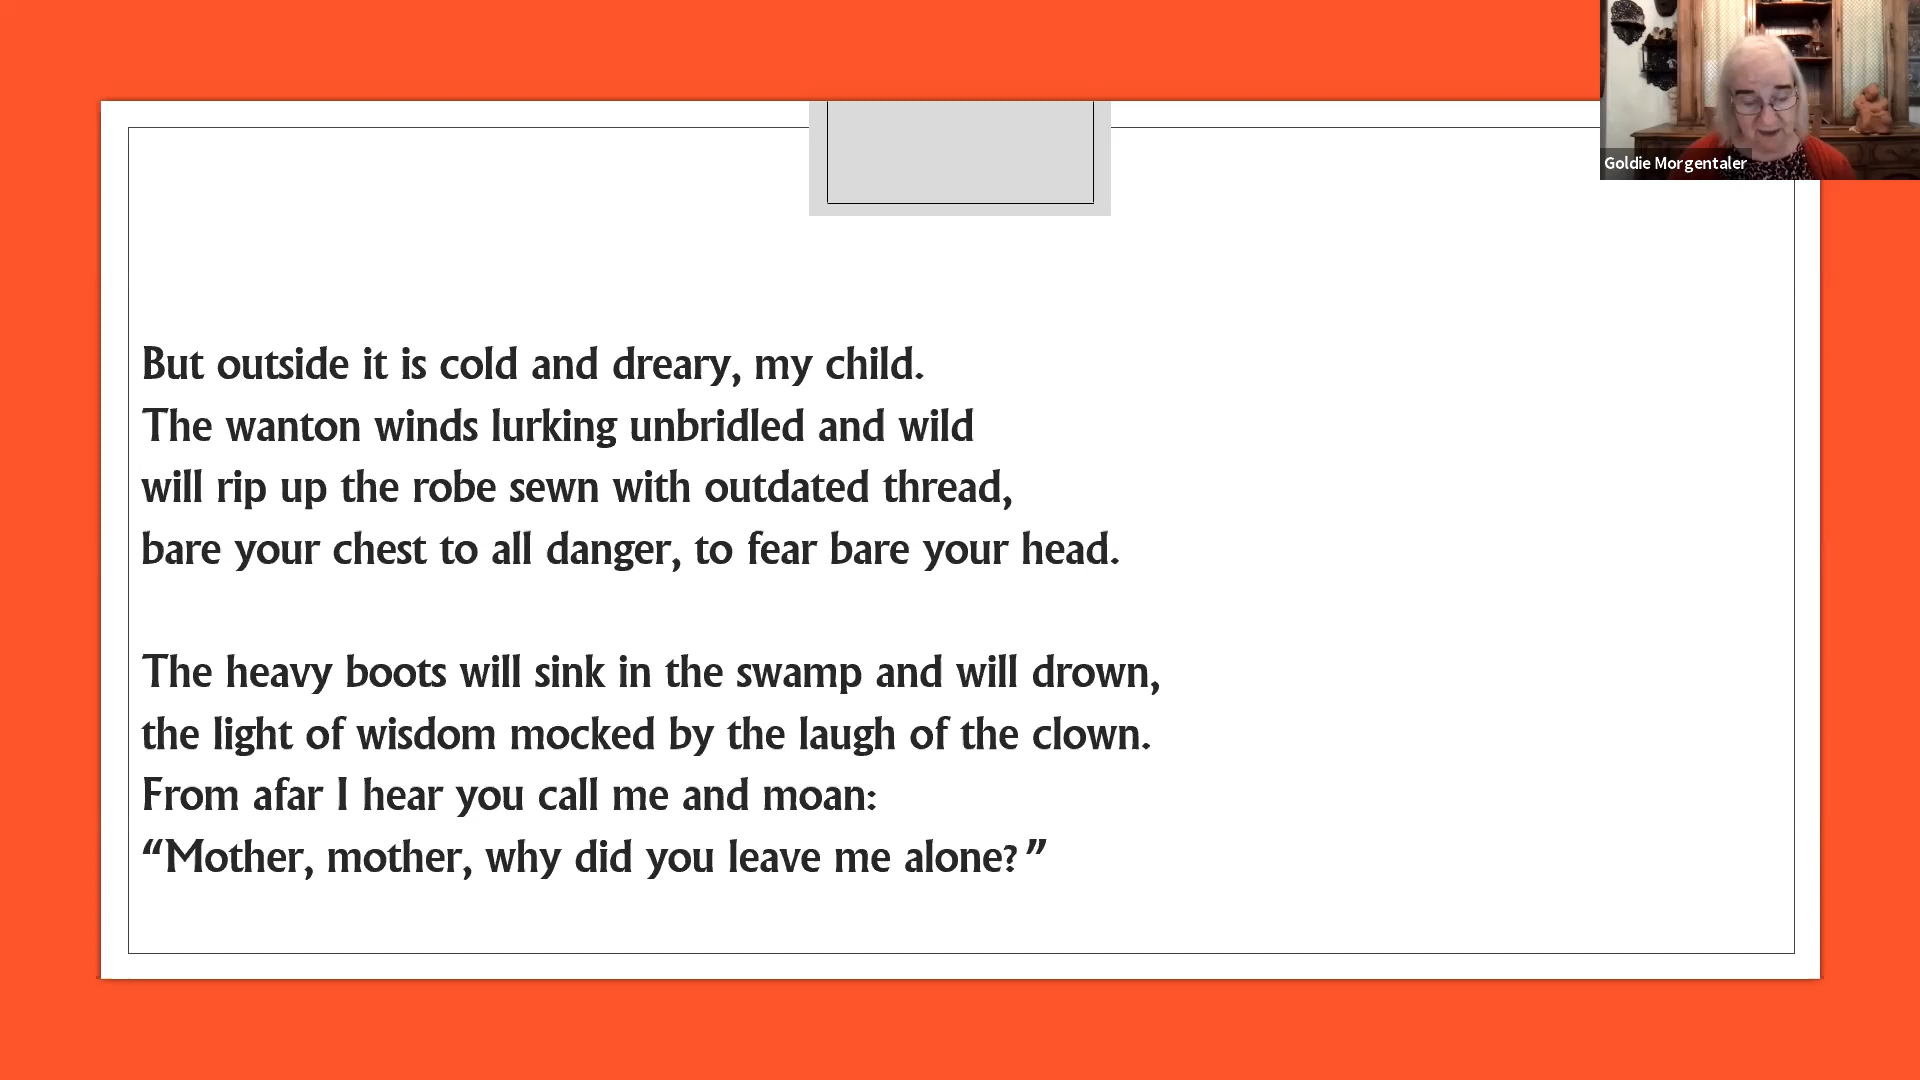 Goldie Morgentaler
But outside it is cold and dreary, my child.
The wanton winds lurking unbridled and wild
will rip up the robe sewn with outdated thread,
bare your chest to all danger, to fear bare your head.
The heavy boots will sink in the swamp and will drown,
the light of wisdom mocked by the laugh of the clown.
From afar I hear you call me and moan:
“Mother, mother, why did you leave me alone?”